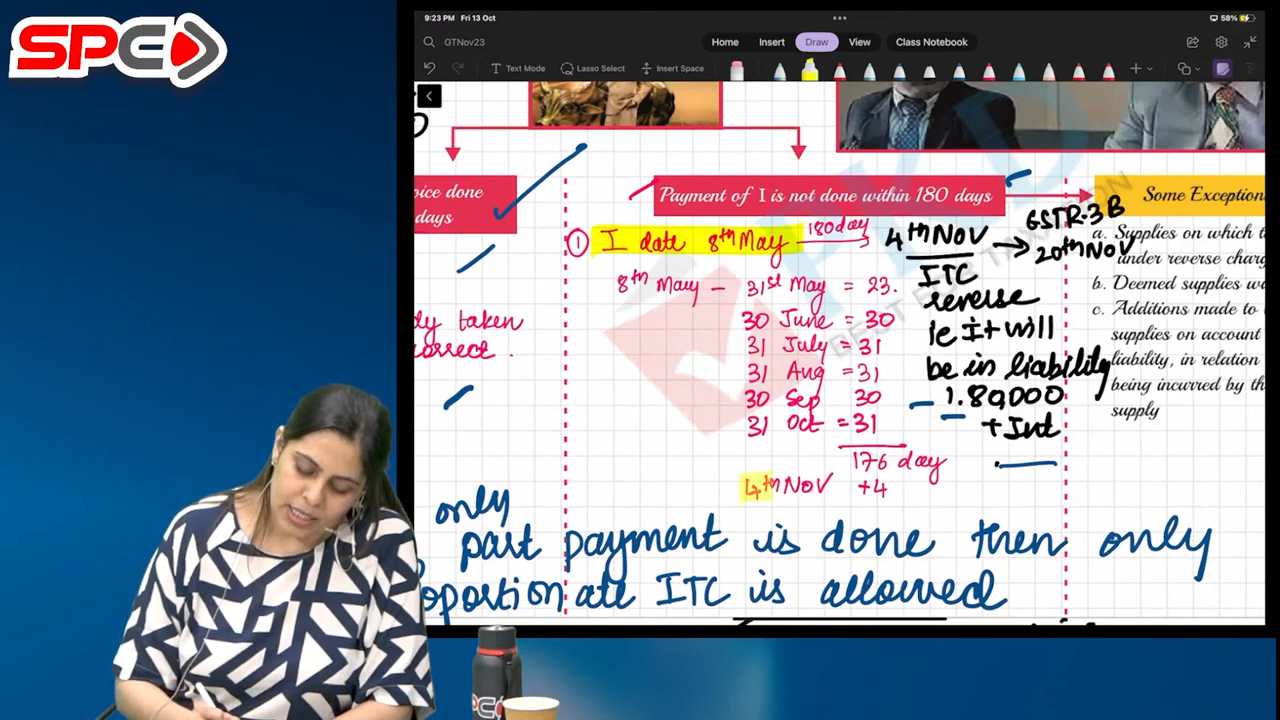 SPC
9:23 PM Fri 13 Oct
58%
GTNov23
Home Insert Draw View Class Notebook
Text Mode Lasso Select Insert Space
oice done
days
Payment of I is not done within 180 days
Some Exception
① I date 8th May 180 day 4th NOV → GSTR-3B
20th NOV
8th May - 31st May = 23.
30 June = 30
31 July = 31
31 Aug = 31
30 Sep 30
31 Oct = 31
176 day
4th NOV +4
ITC
reverse
ie It will
be in liability
1.80,000
+ Int
a. Supplies on which t
under reverse charg
b. Deemed supplies w
c. Additions made to
supplies on account
liability, in relation
being incurred by th
supply
dly taken
correct.
only
part payment is done then only
oportionate ITC is allowed
SPC